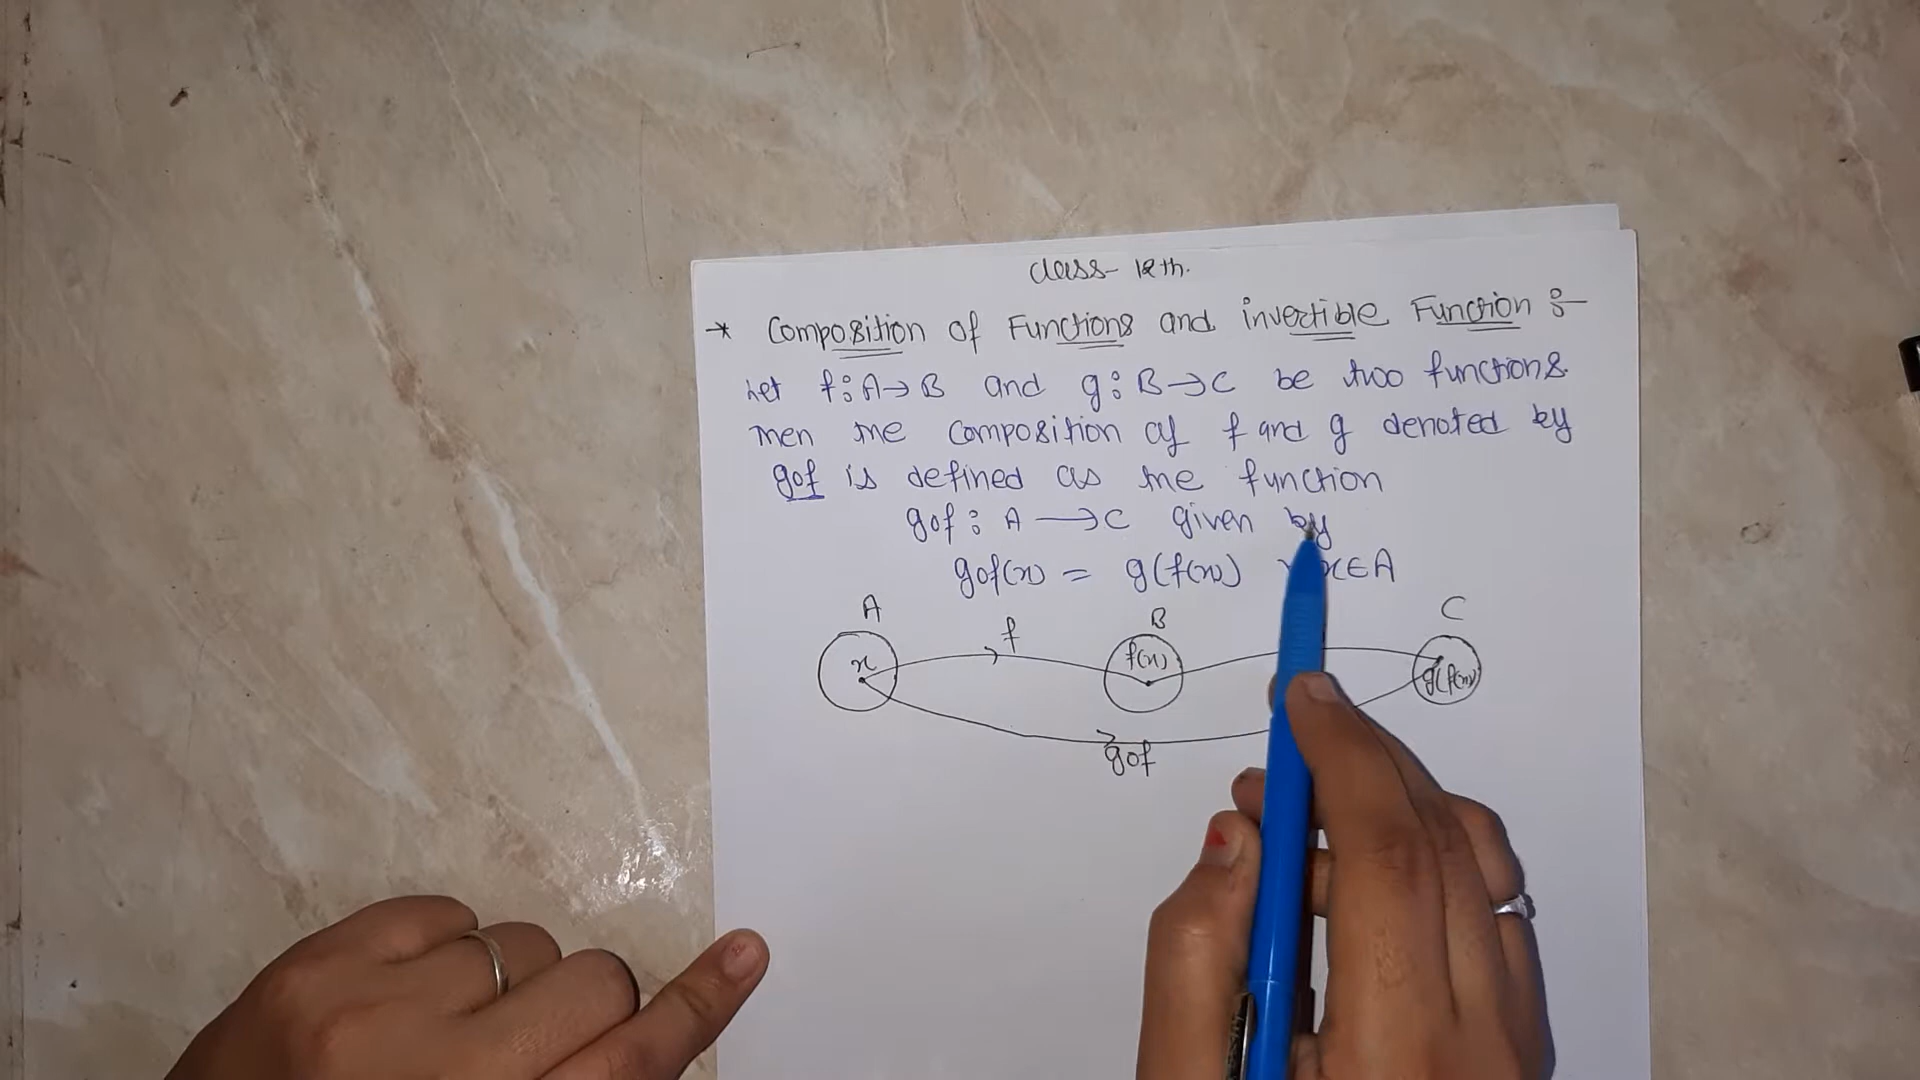 class- 12th.
* Composition of Functions and invertible Function :-
Let f: A→B and g: B→C be two functions.
Then the composition of f and g denoted by
gof is defined as the function
gof: A→C given by
gof(x) = g(f(x)) x∈A
A B C
f
x f(x) g(f(x))
gof